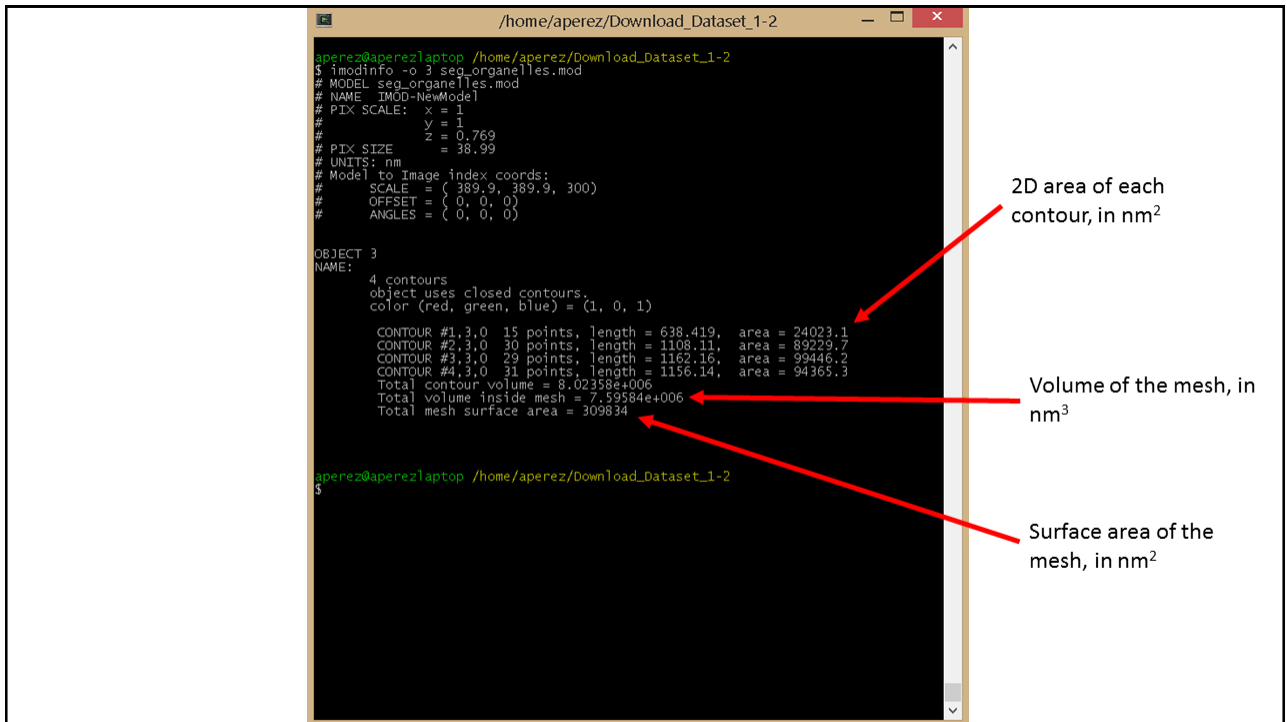 /home/aperez/Download_Dataset_1-2
aperez@aperezlaptop /home/aperez/Download_Dataset_1-2
$ imodinfo -o 3 seg_organelles.mod
# MODEL seg_organelles.mod
# NAME  IMOD-NewModel
# PIX SCALE:  x = 1
#             y = 1
#             z = 0.769
# PIX SIZE      = 38.99
# UNITS: nm
# Model to Image index coords:
#      SCALE  = ( 389.9, 389.9, 300)
#      OFFSET = ( 0, 0, 0)
#      ANGLES = ( 0, 0, 0)
OBJECT 3
NAME:
4 contours
object uses closed contours.
color (red, green, blue) = (1, 0, 1)
CONTOUR #1,3,0  15 points, length = 638.419,  area = 24023.1
CONTOUR #2,3,0  30 points, length = 1108.11,  area = 89229.7
CONTOUR #3,3,0  29 points, length = 1162.16,  area = 99446.2
CONTOUR #4,3,0  31 points, length = 1156.14,  area = 94365.3
Total contour volume = 8.02358e+006
Total volume inside mesh = 7.59584e+006
Total mesh surface area = 309834
aperez@aperezlaptop /home/aperez/Download_Dataset_1-2
$
2D area of each
contour, in nm²
Volume of the mesh, in
nm³
Surface area of the
mesh, in nm²